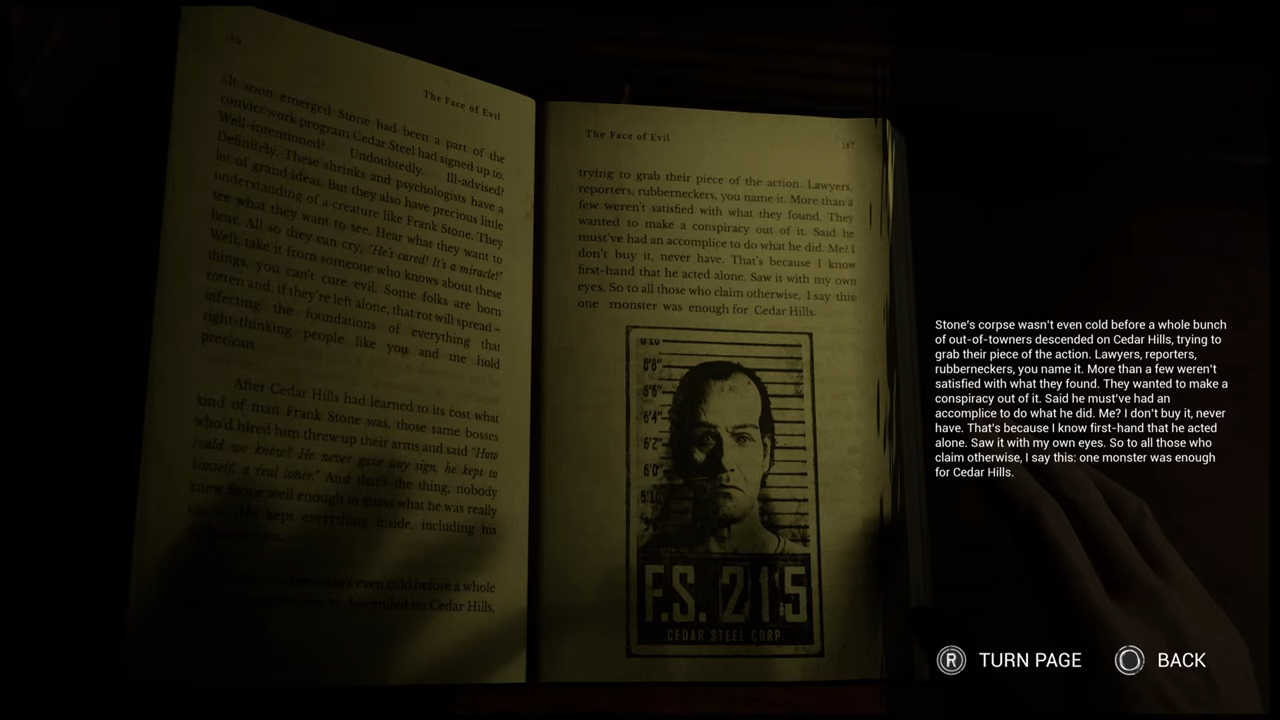 The Face of Evil
It soon emerged Stone had been a part of the
convict work program Cedar Steel had signed up to.
Well-intentioned? Undoubtedly. Ill-advised?
Definitely. These shrinks and psychologists have a
lot of grand ideas. But they also have precious little
understanding of a creature like Frank Stone. They
see what they want to see. Hear what they want to
hear. All so they can cry, "He's cured! It's a miracle!"
Well, take it from someone who knows about these
things, you can't cure evil. Some folks are born
rotten and, if they're left alone, that rot will spread –
infecting the foundations of everything that
right-thinking people like you and me hold
precious.
After Cedar Hills had learned to its cost what
kind of man Frank Stone was, those same bosses
who'd hired him threw up their arms and said "How
could we know? He never gave any sign, he kept to
himself, a real loner." And that's the thing, nobody
knew Stone well enough to guess what he was really
He kept everything inside, including his
even cold before a whole
descended on Cedar Hills,
The Face of Evil
167
trying to grab their piece of the action. Lawyers,
reporters, rubberneckers, you name it. More than a
few weren't satisfied with what they found. They
wanted to make a conspiracy out of it. Said he
must've had an accomplice to do what he did. Me? I
don't buy it, never have. That's because I know
first-hand that he acted alone. Saw it with my own
eyes. So to all those who claim otherwise, I say this:
one monster was enough for Cedar Hills.
6'8"
6'6"
6'4"
6'2"
6'0"
5'10"
F.S. 215
CEDAR STEEL CORP.
Stone's corpse wasn't even cold before a whole bunch
of out-of-towners descended on Cedar Hills, trying to
grab their piece of the action. Lawyers, reporters,
rubberneckers, you name it. More than a few weren't
satisfied with what they found. They wanted to make a
conspiracy out of it. Said he must've had an
accomplice to do what he did. Me? I don't buy it, never
have. That's because I know first-hand that he acted
alone. Saw it with my own eyes. So to all those who
claim otherwise, I say this: one monster was enough
for Cedar Hills.
R TURN PAGE
BACK